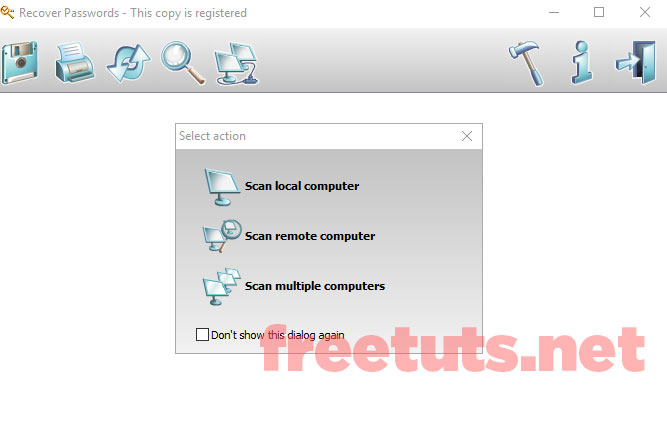 Recover Passwords - This copy is registered
Select action
Scan local computer
Scan remote computer
Scan multiple computers
Don't show this dialog again
freetuts.net